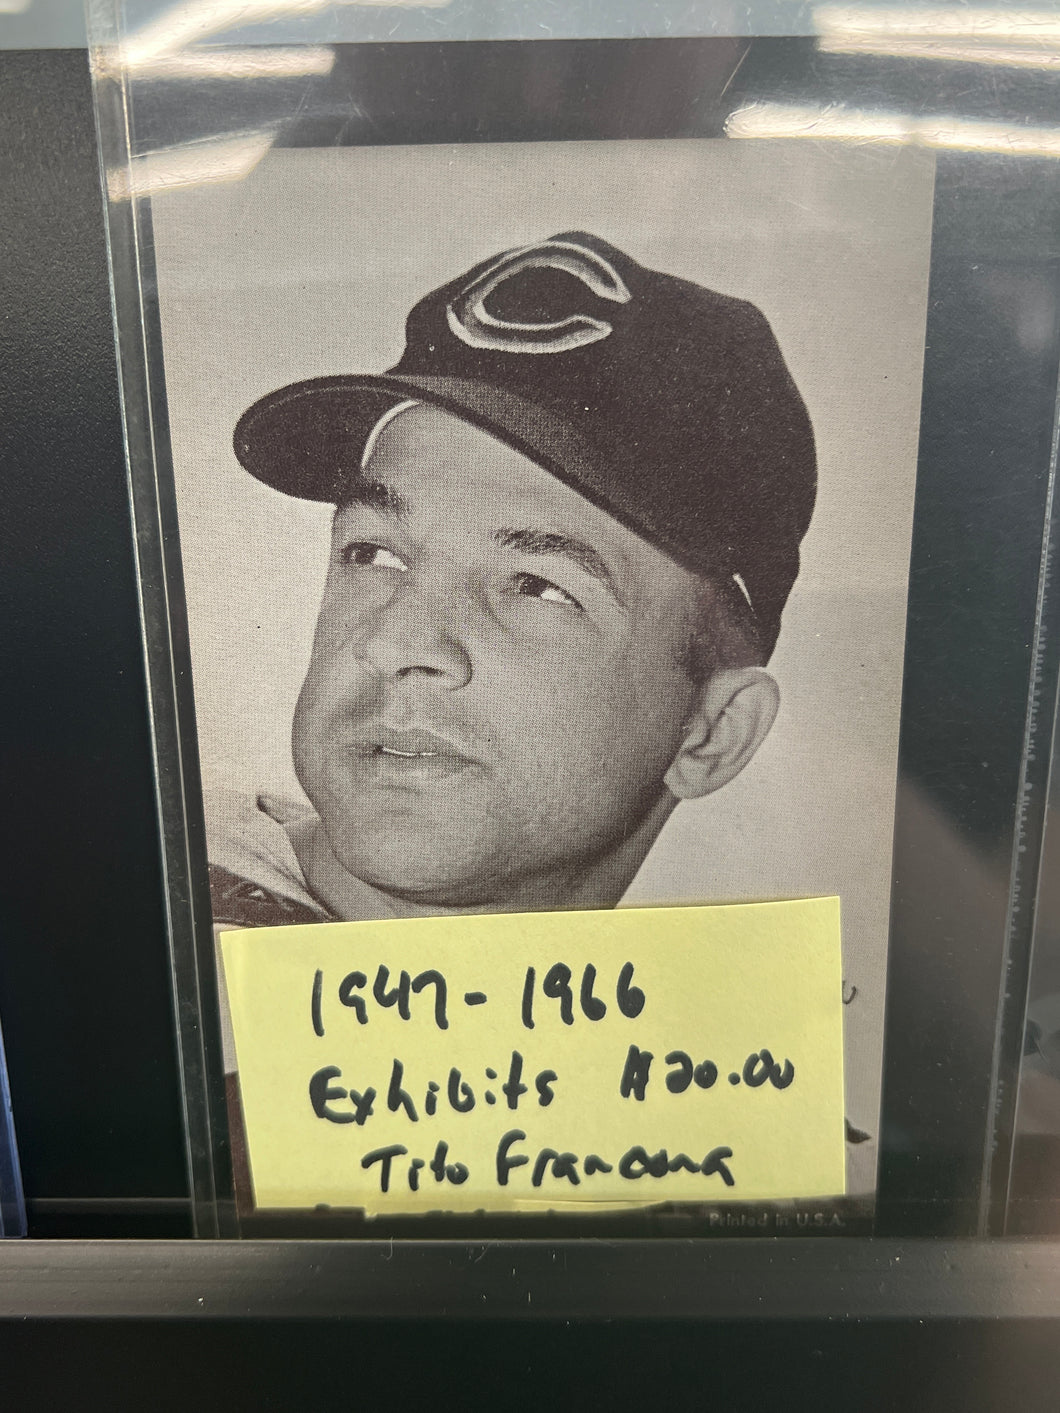 C
1947-1966
Exhibits $20.00
Tito Francona
Printed in U.S.A.